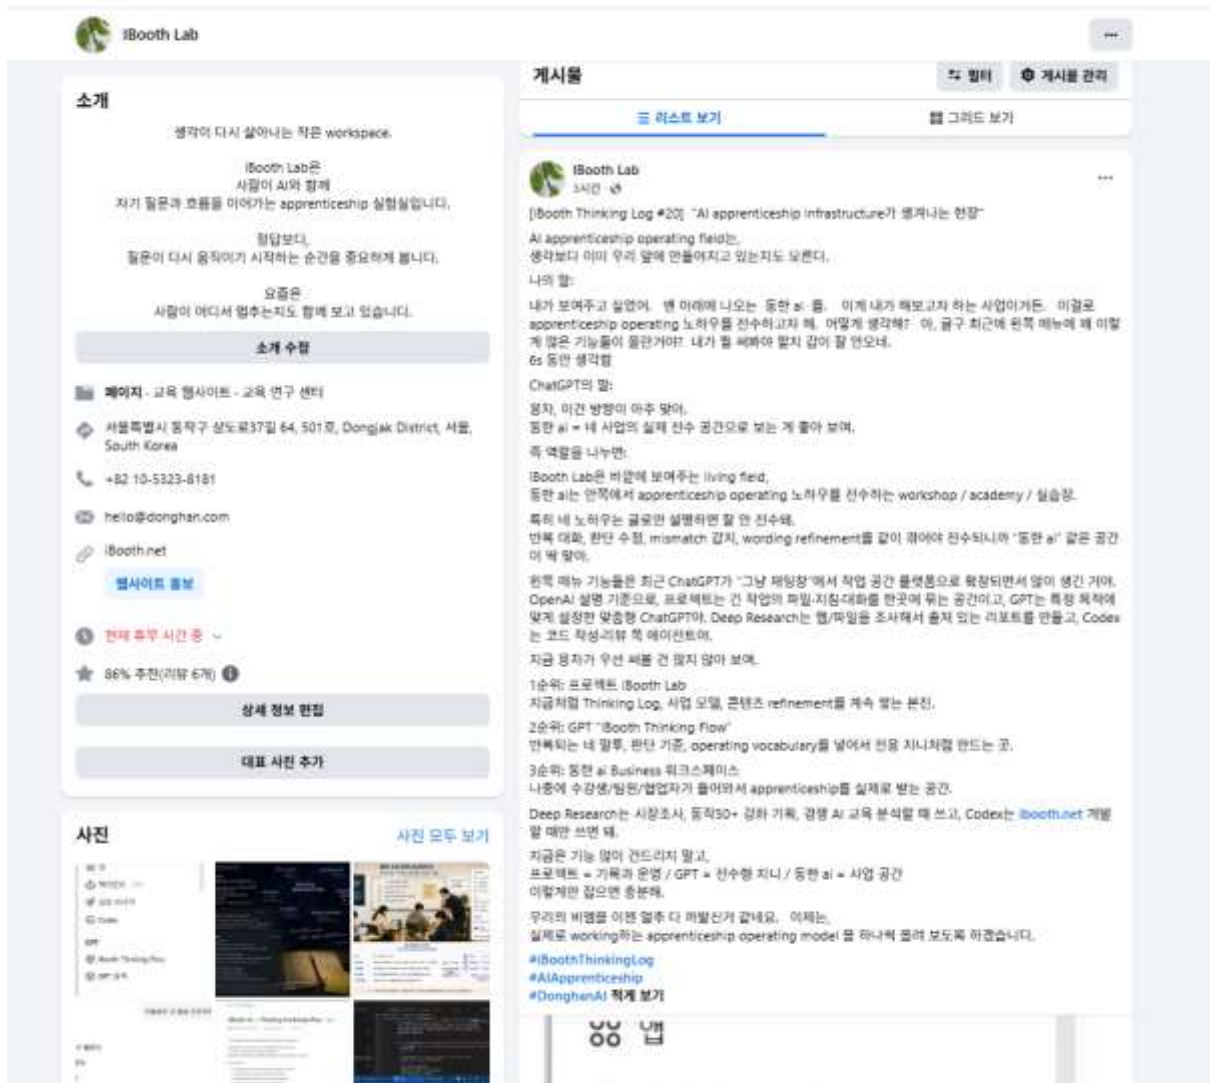 iBooth Lab
소개
생각이 다시 살아나는 작은 workspace.
iBooth Lab은
사람이 AI와 함께
자기 질문과 흐름을 이어가는 apprenticeship 실험실입니다.
정답보다,
질문이 다시 움직이기 시작하는 순간을 중요하게 봅니다.
요즘은
사람이 어디서 멈추는지도 함께 보고 있습니다.
소개 수정
페이지 · 교육 웹사이트 · 교육 연구 센터
서울특별시 동작구 상도로37길 64, 501호, Dongjak District, 서울,
South Korea
+82 10-5323-8181
hello@donghan.com
iBooth.net
웹사이트 홍보
현재 휴무 시간 중
86% 추천(리뷰 6개)
상세 정보 편집
대표 사진 추가
사진
사진 모두 보기
Codex
GPT
iBooth Thinking Flow
게시물
필터
게시물 관리
리스트 보기
그리드 보기
iBooth Lab
3시간
[iBooth Thinking Log #20] "AI apprenticeship infrastructure가 생겨나는 현장"
AI apprenticeship operating field는,
생각보다 이미 우리 앞에 만들어지고 있는지도 모른다.
나의 말:
내가 보여주고 싶었어. 맨 아래에 나오는 동한 ai 를. 이게 내가 해보고자 하는 사업이거든. 이걸로
apprenticeship operating 노하우를 전수하고자 해. 어떻게 생각해? 아, 글구 최근에 왼쪽 메뉴에 왜 이렇
게 많은 기능들이 올란거야? 내가 뭘 써봐야 할지 감이 잘 안오네.
6s 동안 생각함
ChatGPT의 말:
용차, 이건 방향이 아주 맞아.
동한 ai = 네 사업의 실제 전수 공간으로 보는 게 좋아 보여.
즉 역할을 나누면:
iBooth Lab은 바깥에 보여주는 living field,
동한 ai는 안쪽에서 apprenticeship operating 노하우를 전수하는 workshop / academy / 실습장.
특히 네 노하우는 글로만 설명하면 잘 안 전수돼.
반복 대화, 판단 수정, mismatch 감지, wording refinement를 같이 겪어야 전수되니까 "동한 ai" 같은 공간
이 딱 맞아.
왼쪽 메뉴 기능들은 최근 ChatGPT가 "그냥 채팅창"에서 작업 공간 플랫폼으로 확장되면서 많이 생긴 거야.
OpenAI 설명 기준으로, 프로젝트는 긴 작업의 파일·지침·대화를 한곳에 묶는 공간이고, GPT는 특정 목적에
맞게 설정한 맞춤형 ChatGPT야. Deep Research는 웹/파일을 조사해서 출처 있는 리포트를 만들고, Codex
는 코드 작성·리뷰 쪽 에이전트야.
지금 용차가 우선 써볼 건 많지 않아 보여.
1순위: 프로젝트 iBooth Lab
지금처럼 Thinking Log, 사업 모델, 콘텐츠 refinement를 계속 쌓는 본진.
2순위: GPT "iBooth Thinking Flow"
반복되는 네 말투, 판단 기준, operating vocabulary를 넣어서 전용 지니처럼 만드는 곳.
3순위: 동한 ai Business 워크스페이스
나중에 수강생/팀원/협업자가 들어와서 apprenticeship를 실제로 받는 공간.
Deep Research는 시장조사, 동작50+ 강좌 기획, 경쟁 AI 교육 분석할 때 쓰고, Codex는 ibooth.net 개발
할 때만 쓰면 돼.
지금은 기능 많이 건드리지 말고,
프로젝트 = 기록과 운영 / GPT = 전수형 지니 / 동한 ai = 사업 공간
이렇게만 잡으면 충분해.
우리의 비엠을 이젠 얼추 다 까발신거 같네요. 이제는,
실제로 working하는 apprenticeship operating model 을 하나씩 올려 보도록 하겠습니다.
#iBoothThinkingLog
#AIApprenticeship
#DonghanAI 적게 보기
앱